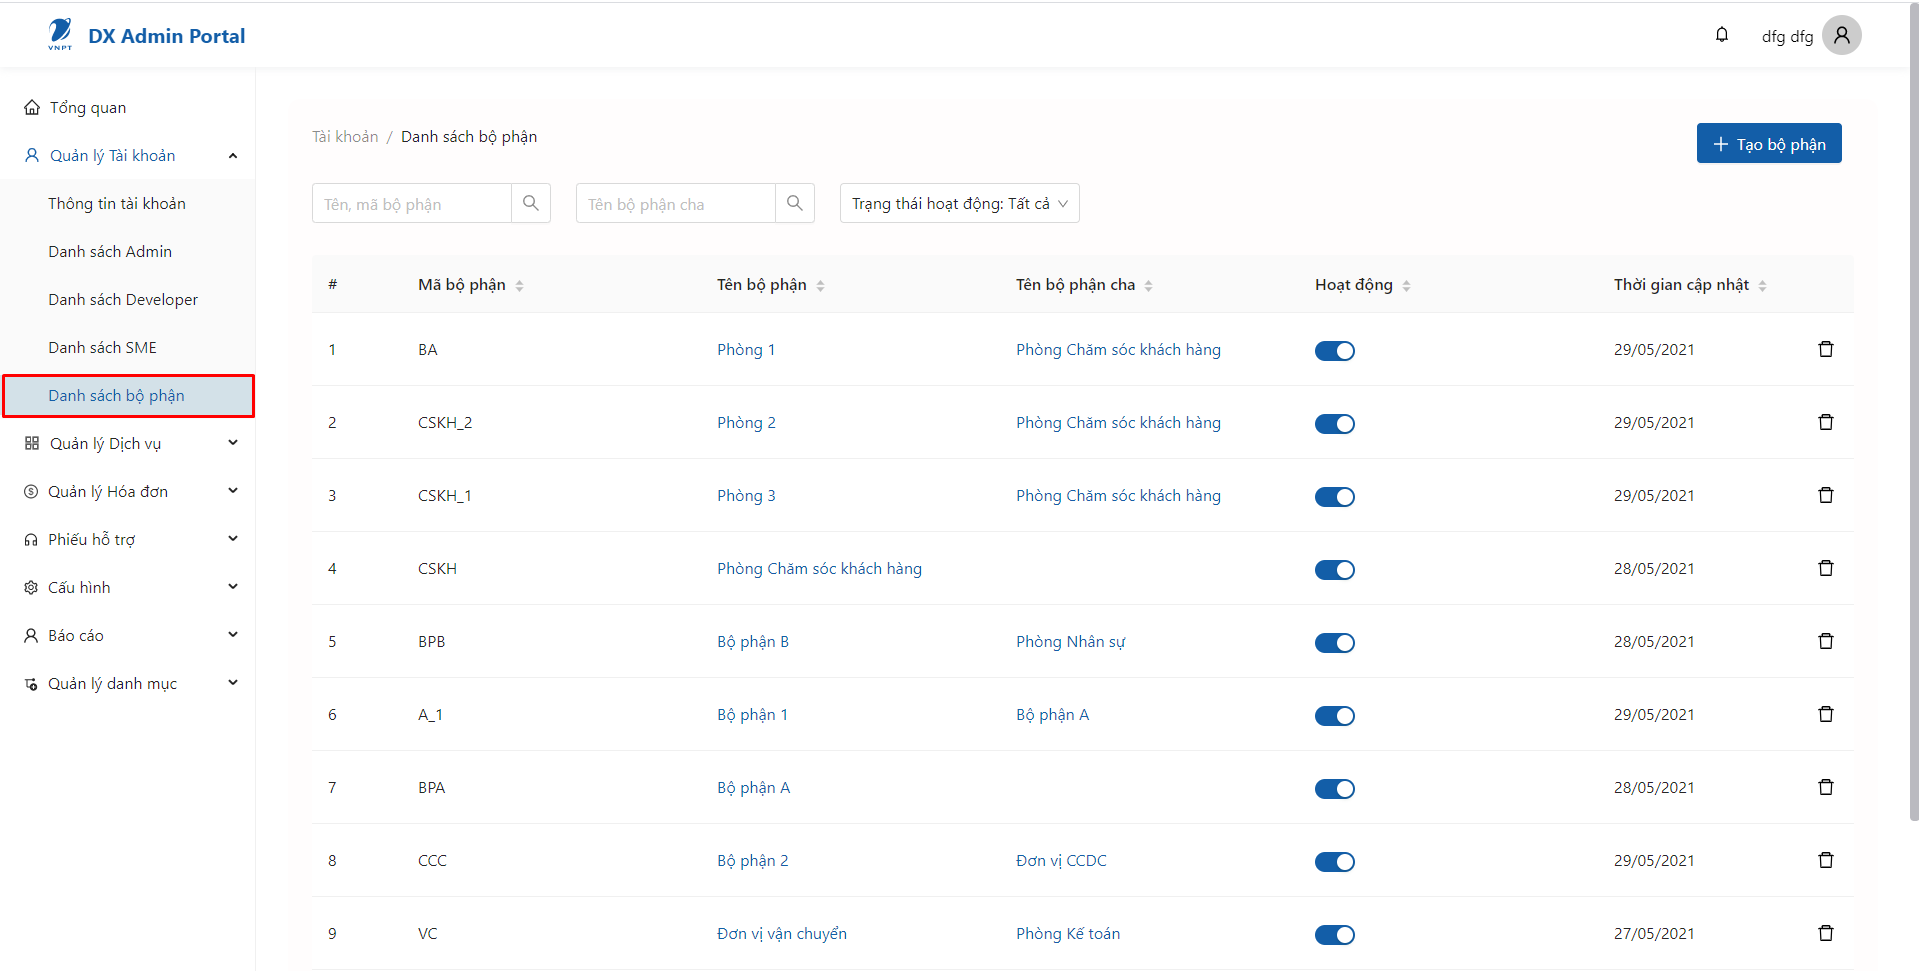 VNPT
DX Admin Portal
dfg dfg
Tổng quan
Quản lý Tài khoản
Thông tin tài khoản
Danh sách Admin
Danh sách Developer
Danh sách SME
Danh sách bộ phận
Quản lý Dịch vụ
Quản lý Hóa đơn
Phiếu hỗ trợ
Cấu hình
Báo cáo
Quản lý danh mục
Tài khoản / Danh sách bộ phận
+ Tạo bộ phận
Tên, mã bộ phận
Tên bộ phận cha
Trạng thái hoạt động: Tất cả
# Mã bộ phận Tên bộ phận Tên bộ phận cha Hoạt động Thời gian cập nhật
1 BA Phòng 1 Phòng Chăm sóc khách hàng 29/05/2021
2 CSKH_2 Phòng 2 Phòng Chăm sóc khách hàng 29/05/2021
3 CSKH_1 Phòng 3 Phòng Chăm sóc khách hàng 29/05/2021
4 CSKH Phòng Chăm sóc khách hàng 28/05/2021
5 BPB Bộ phận B Phòng Nhân sự 28/05/2021
6 A_1 Bộ phận 1 Bộ phận A 29/05/2021
7 BPA Bộ phận A 28/05/2021
8 CCC Bộ phận 2 Đơn vị CCDC 29/05/2021
9 VC Đơn vị vận chuyển Phòng Kế toán 27/05/2021